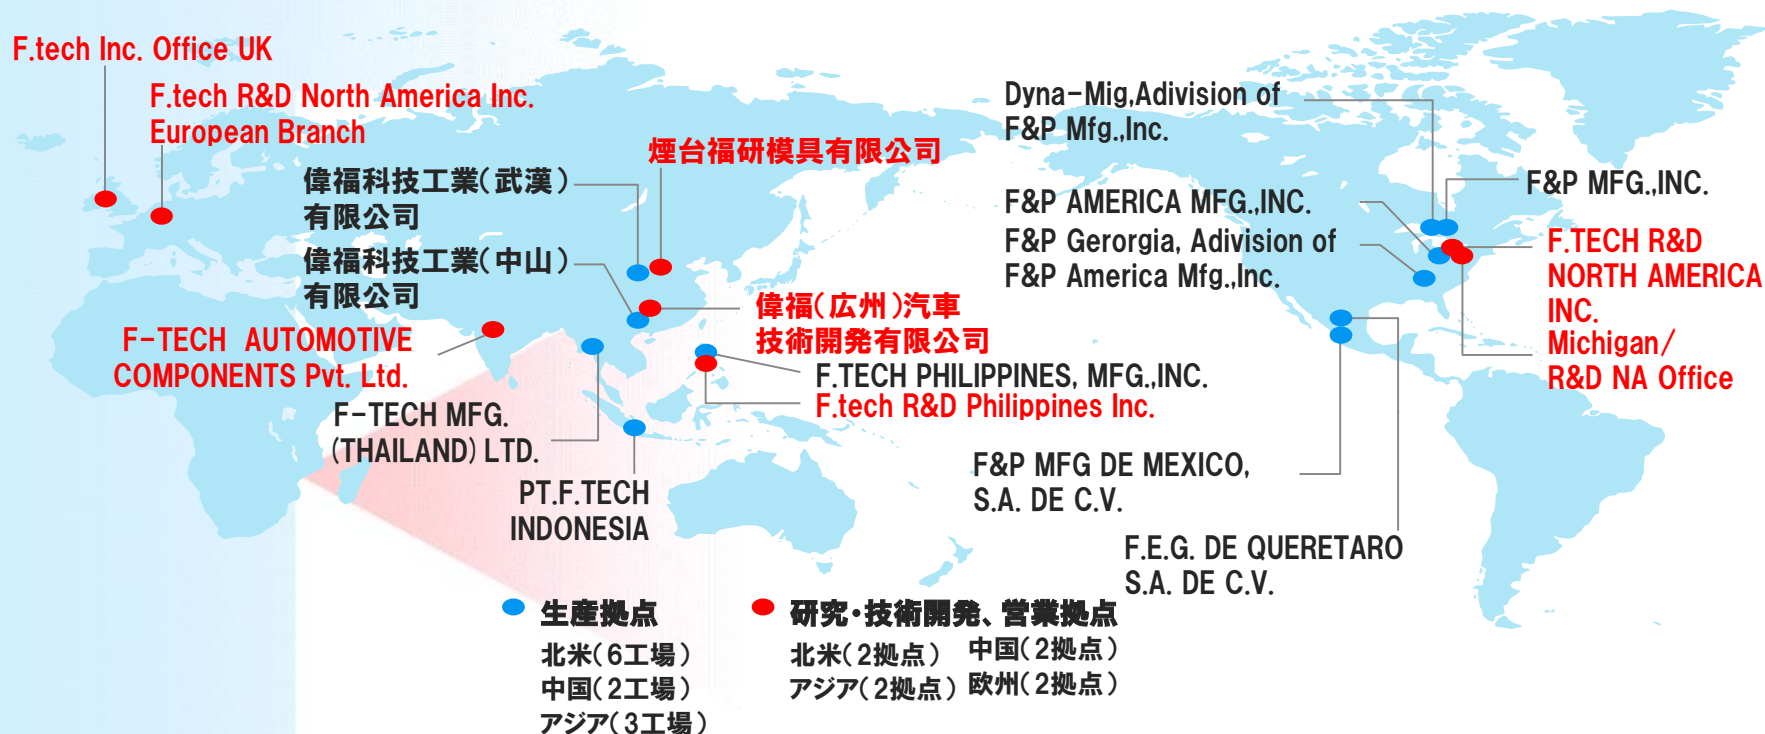 F.tech Inc. Office UK
F.tech R&D North America Inc.
European Branch
煙台福研模具有限公司
偉福科技工業(武漢)
有限公司
偉福科技工業(中山)
有限公司
偉福(広州)汽車
技術開発有限公司
F-TECH AUTOMOTIVE
COMPONENTS Pvt. Ltd.
F.TECH PHILIPPINES, MFG.,INC.
F.tech R&D Philippines Inc.
F-TECH MFG.
(THAILAND) LTD.
PT.F.TECH
INDONESIA
Dyna-Mig,Adivision of
F&P Mfg.,Inc.
F&P MFG.,INC.
F&P AMERICA MFG.,INC.
F&P Gerorgia, Adivision of
F&P America Mfg.,Inc.
F.TECH R&D
NORTH AMERICA
INC.
Michigan/
R&D NA Office
F&P MFG DE MEXICO,
S.A. DE C.V.
F.E.G. DE QUERETARO
S.A. DE C.V.
生産拠点
北米(6工場)
中国(2工場)
アジア(3工場)
研究・技術開発、営業拠点
北米(2拠点) 中国(2拠点)
アジア(2拠点) 欧州(2拠点)